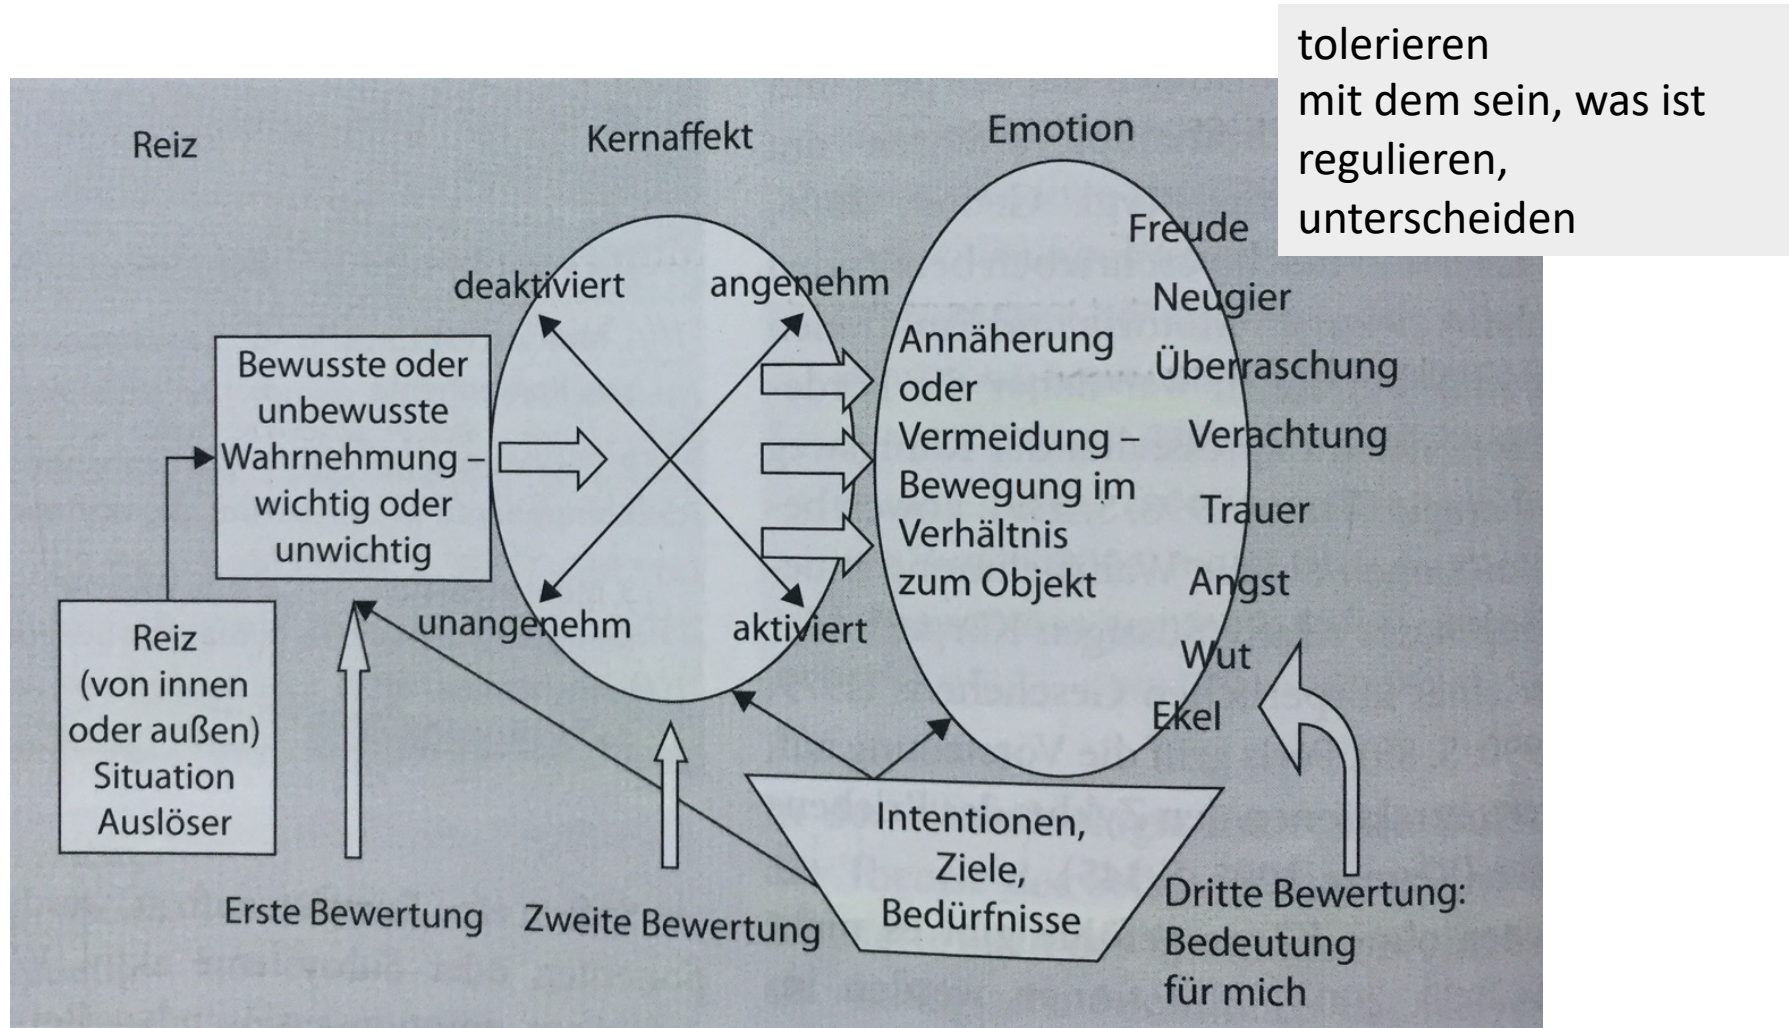 tolerieren
mit dem sein, was ist
regulieren,
unterscheiden
Reiz
Kernaffekt
Emotion
deaktiviert
angenehm
unangenehm
aktiviert
Bewusste oder
unbewusste
Wahrnehmung –
wichtig oder
unwichtig
Reiz
(von innen
oder außen)
Situation
Auslöser
Annäherung
oder
Vermeidung –
Bewegung im
Verhältnis
zum Objekt
Freude
Neugier
Überraschung
Verachtung
Trauer
Angst
Wut
Ekel
Intentionen,
Ziele,
Bedürfnisse
Erste Bewertung
Zweite Bewertung
Dritte Bewertung:
Bedeutung
für mich